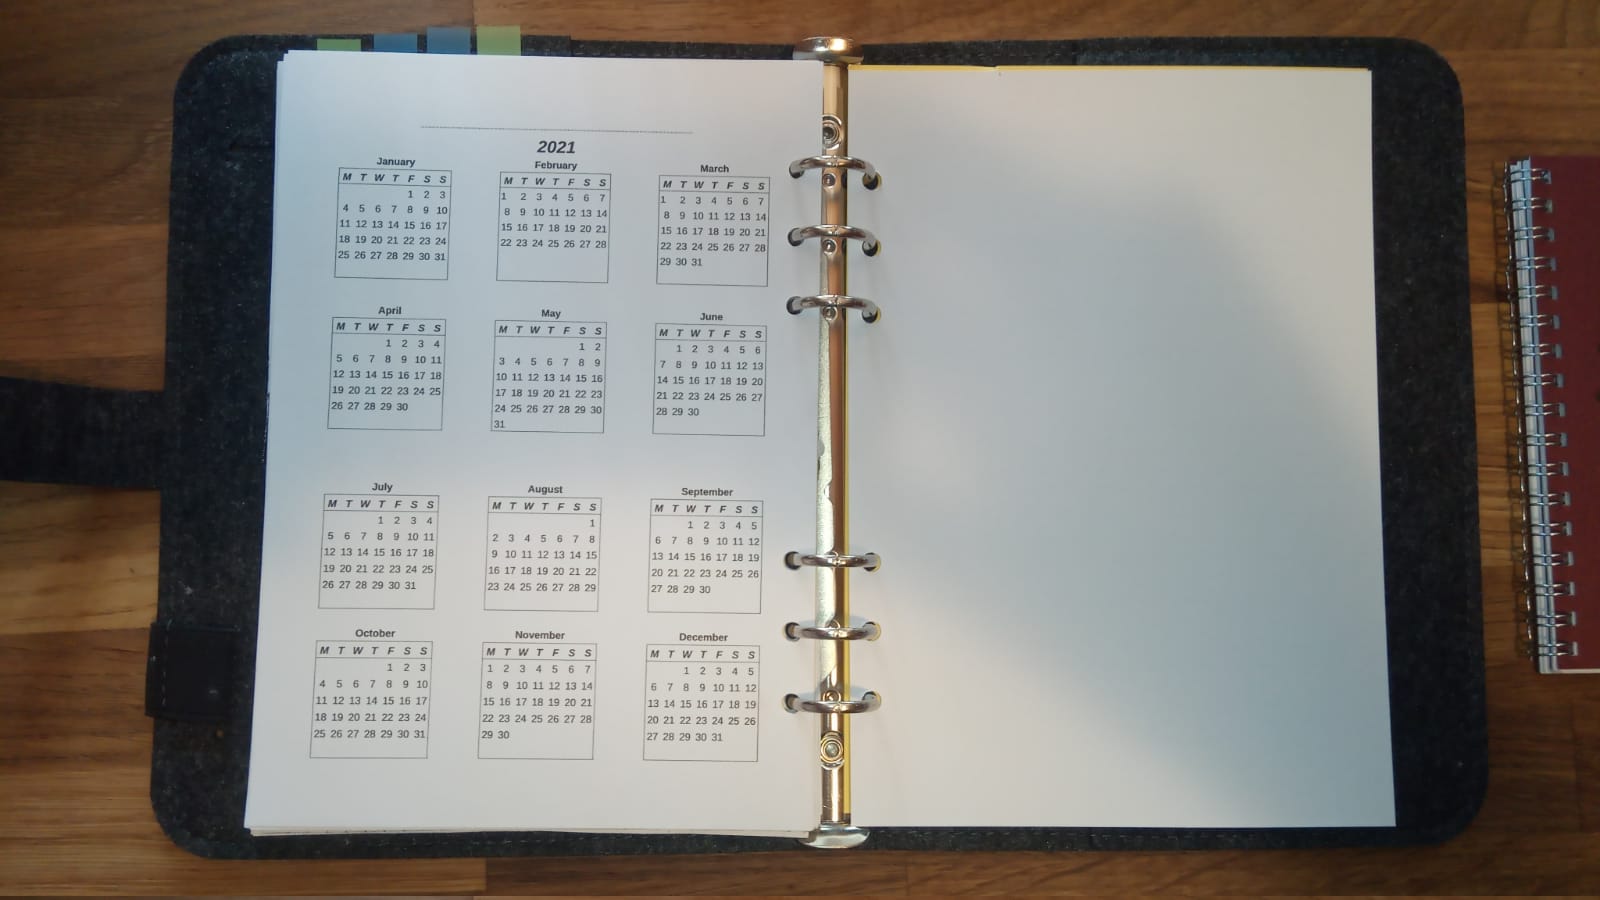 2021
January
M T W T F S S
1 2 3
4 5 6 7 8 9 10
11 12 13 14 15 16 17
18 19 20 21 22 23 24
25 26 27 28 29 30 31
February
M T W T F S S
1 2 3 4 5 6 7
8 9 10 11 12 13 14
15 16 17 18 19 20 21
22 23 24 25 26 27 28
March
M T W T F S S
1 2 3 4 5 6 7
8 9 10 11 12 13 14
15 16 17 18 19 20 21
22 23 24 25 26 27 28
29 30 31
April
M T W T F S S
1 2 3 4
5 6 7 8 9 10 11
12 13 14 15 16 17 18
19 20 21 22 23 24 25
26 27 28 29 30
May
M T W T F S S
1 2
3 4 5 6 7 8 9
10 11 12 13 14 15 16
17 18 19 20 21 22 23
24 25 26 27 28 29 30
31
June
M T W T F S S
1 2 3 4 5 6
7 8 9 10 11 12 13
14 15 16 17 18 19 20
21 22 23 24 25 26 27
28 29 30
July
M T W T F S S
1 2 3 4
5 6 7 8 9 10 11
12 13 14 15 16 17 18
19 20 21 22 23 24 25
26 27 28 29 30 31
August
M T W T F S S
1
2 3 4 5 6 7 8
9 10 11 12 13 14 15
16 17 18 19 20 21 22
23 24 25 26 27 28 29
September
M T W T F S S
1 2 3 4 5
6 7 8 9 10 11 12
13 14 15 16 17 18 19
20 21 22 23 24 25 26
27 28 29 30
October
M T W T F S S
1 2 3
4 5 6 7 8 9 10
11 12 13 14 15 16 17
18 19 20 21 22 23 24
25 26 27 28 29 30 31
November
M T W T F S S
1 2 3 4 5 6 7
8 9 10 11 12 13 14
15 16 17 18 19 20 21
22 23 24 25 26 27 28
29 30
December
M T W T F S S
1 2 3 4 5
6 7 8 9 10 11 12
13 14 15 16 17 18 19
20 21 22 23 24 25 26
27 28 29 30 31